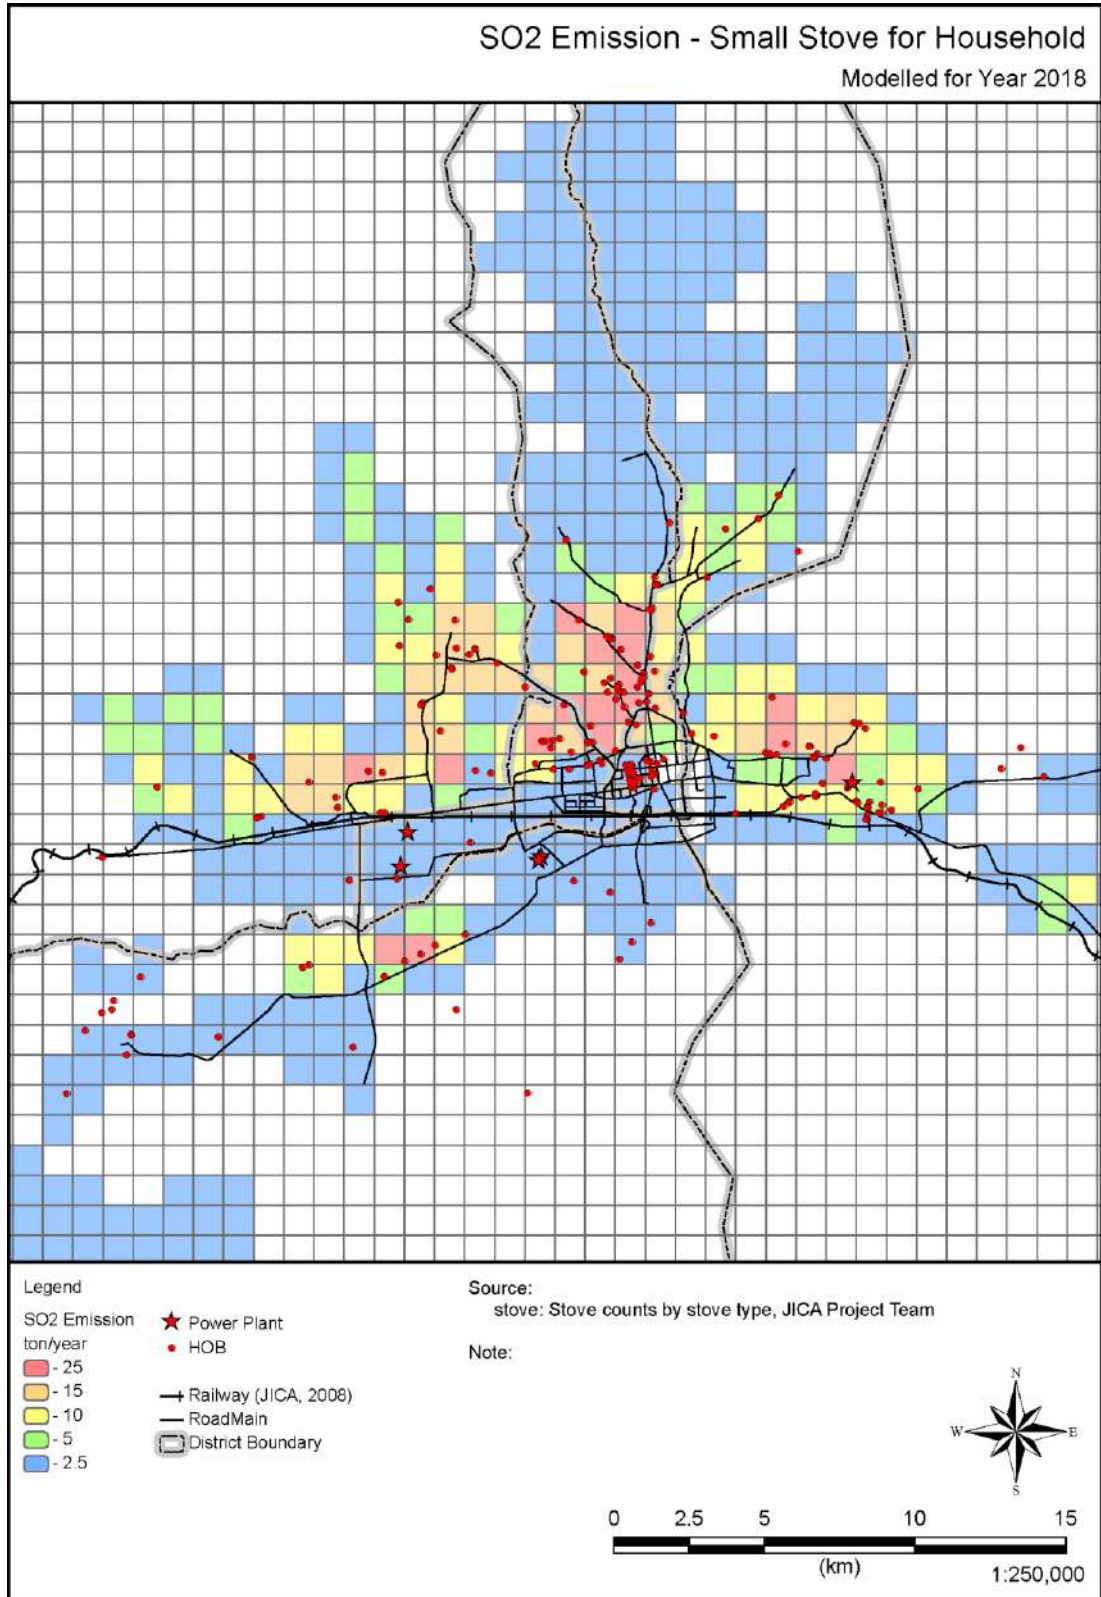 SO2 Emission - Small Stove for Household
Modelled for Year 2018
Legend
SO2 Emission
ton/year
- 25
- 15
- 10
- 5
- 2.5
Power Plant
HOB
Railway (JICA, 2008)
RoadMain
District Boundary
Source:
stove: Stove counts by stove type, JICA Project Team
Note:
N
W E
S
0 2.5 5 10 15
(km)
1:250,000